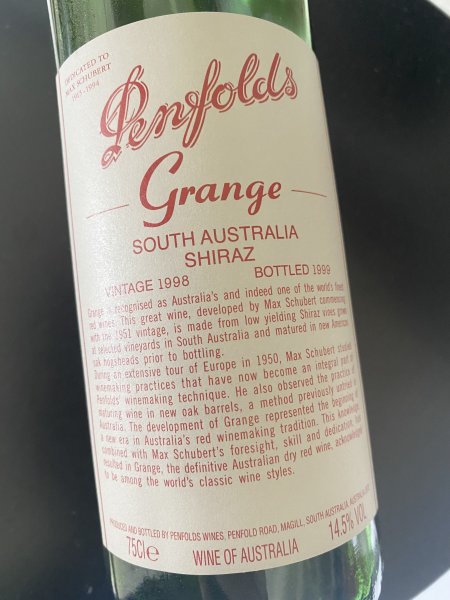 DEDICATED TO
MAX SCHUBERT
1915-1994
Penfolds
Grange
SOUTH AUSTRALIA
SHIRAZ
VINTAGE 1998 BOTTLED 1999
Grange is recognised as Australia's and indeed one of the world's finest
red wines. This great wine, developed by Max Schubert commencing
with the 1951 vintage, is made from low yielding Shiraz vines grown
at selected vineyards in South Australia and matured in new American
oak hogsheads prior to bottling.
During an extensive tour of Europe in 1950, Max Schubert studied
winemaking practices that have now become an integral part of
Penfolds' winemaking technique. He also observed the practice of
maturing wine in new oak barrels, a method previously untried in
Australia. The development of Grange represented the beginning of
a new era in Australia's red winemaking tradition. This knowledge,
combined with Max Schubert's foresight, skill and dedication, has
resulted in Grange, the definitive Australian dry red wine, acknowledged
to be among the world's classic wine styles.
PRODUCED AND BOTTLED BY PENFOLDS WINES, PENFOLD ROAD, MAGILL, SOUTH AUSTRALIA,
75Cl e WINE OF AUSTRALIA 14.5% VOL